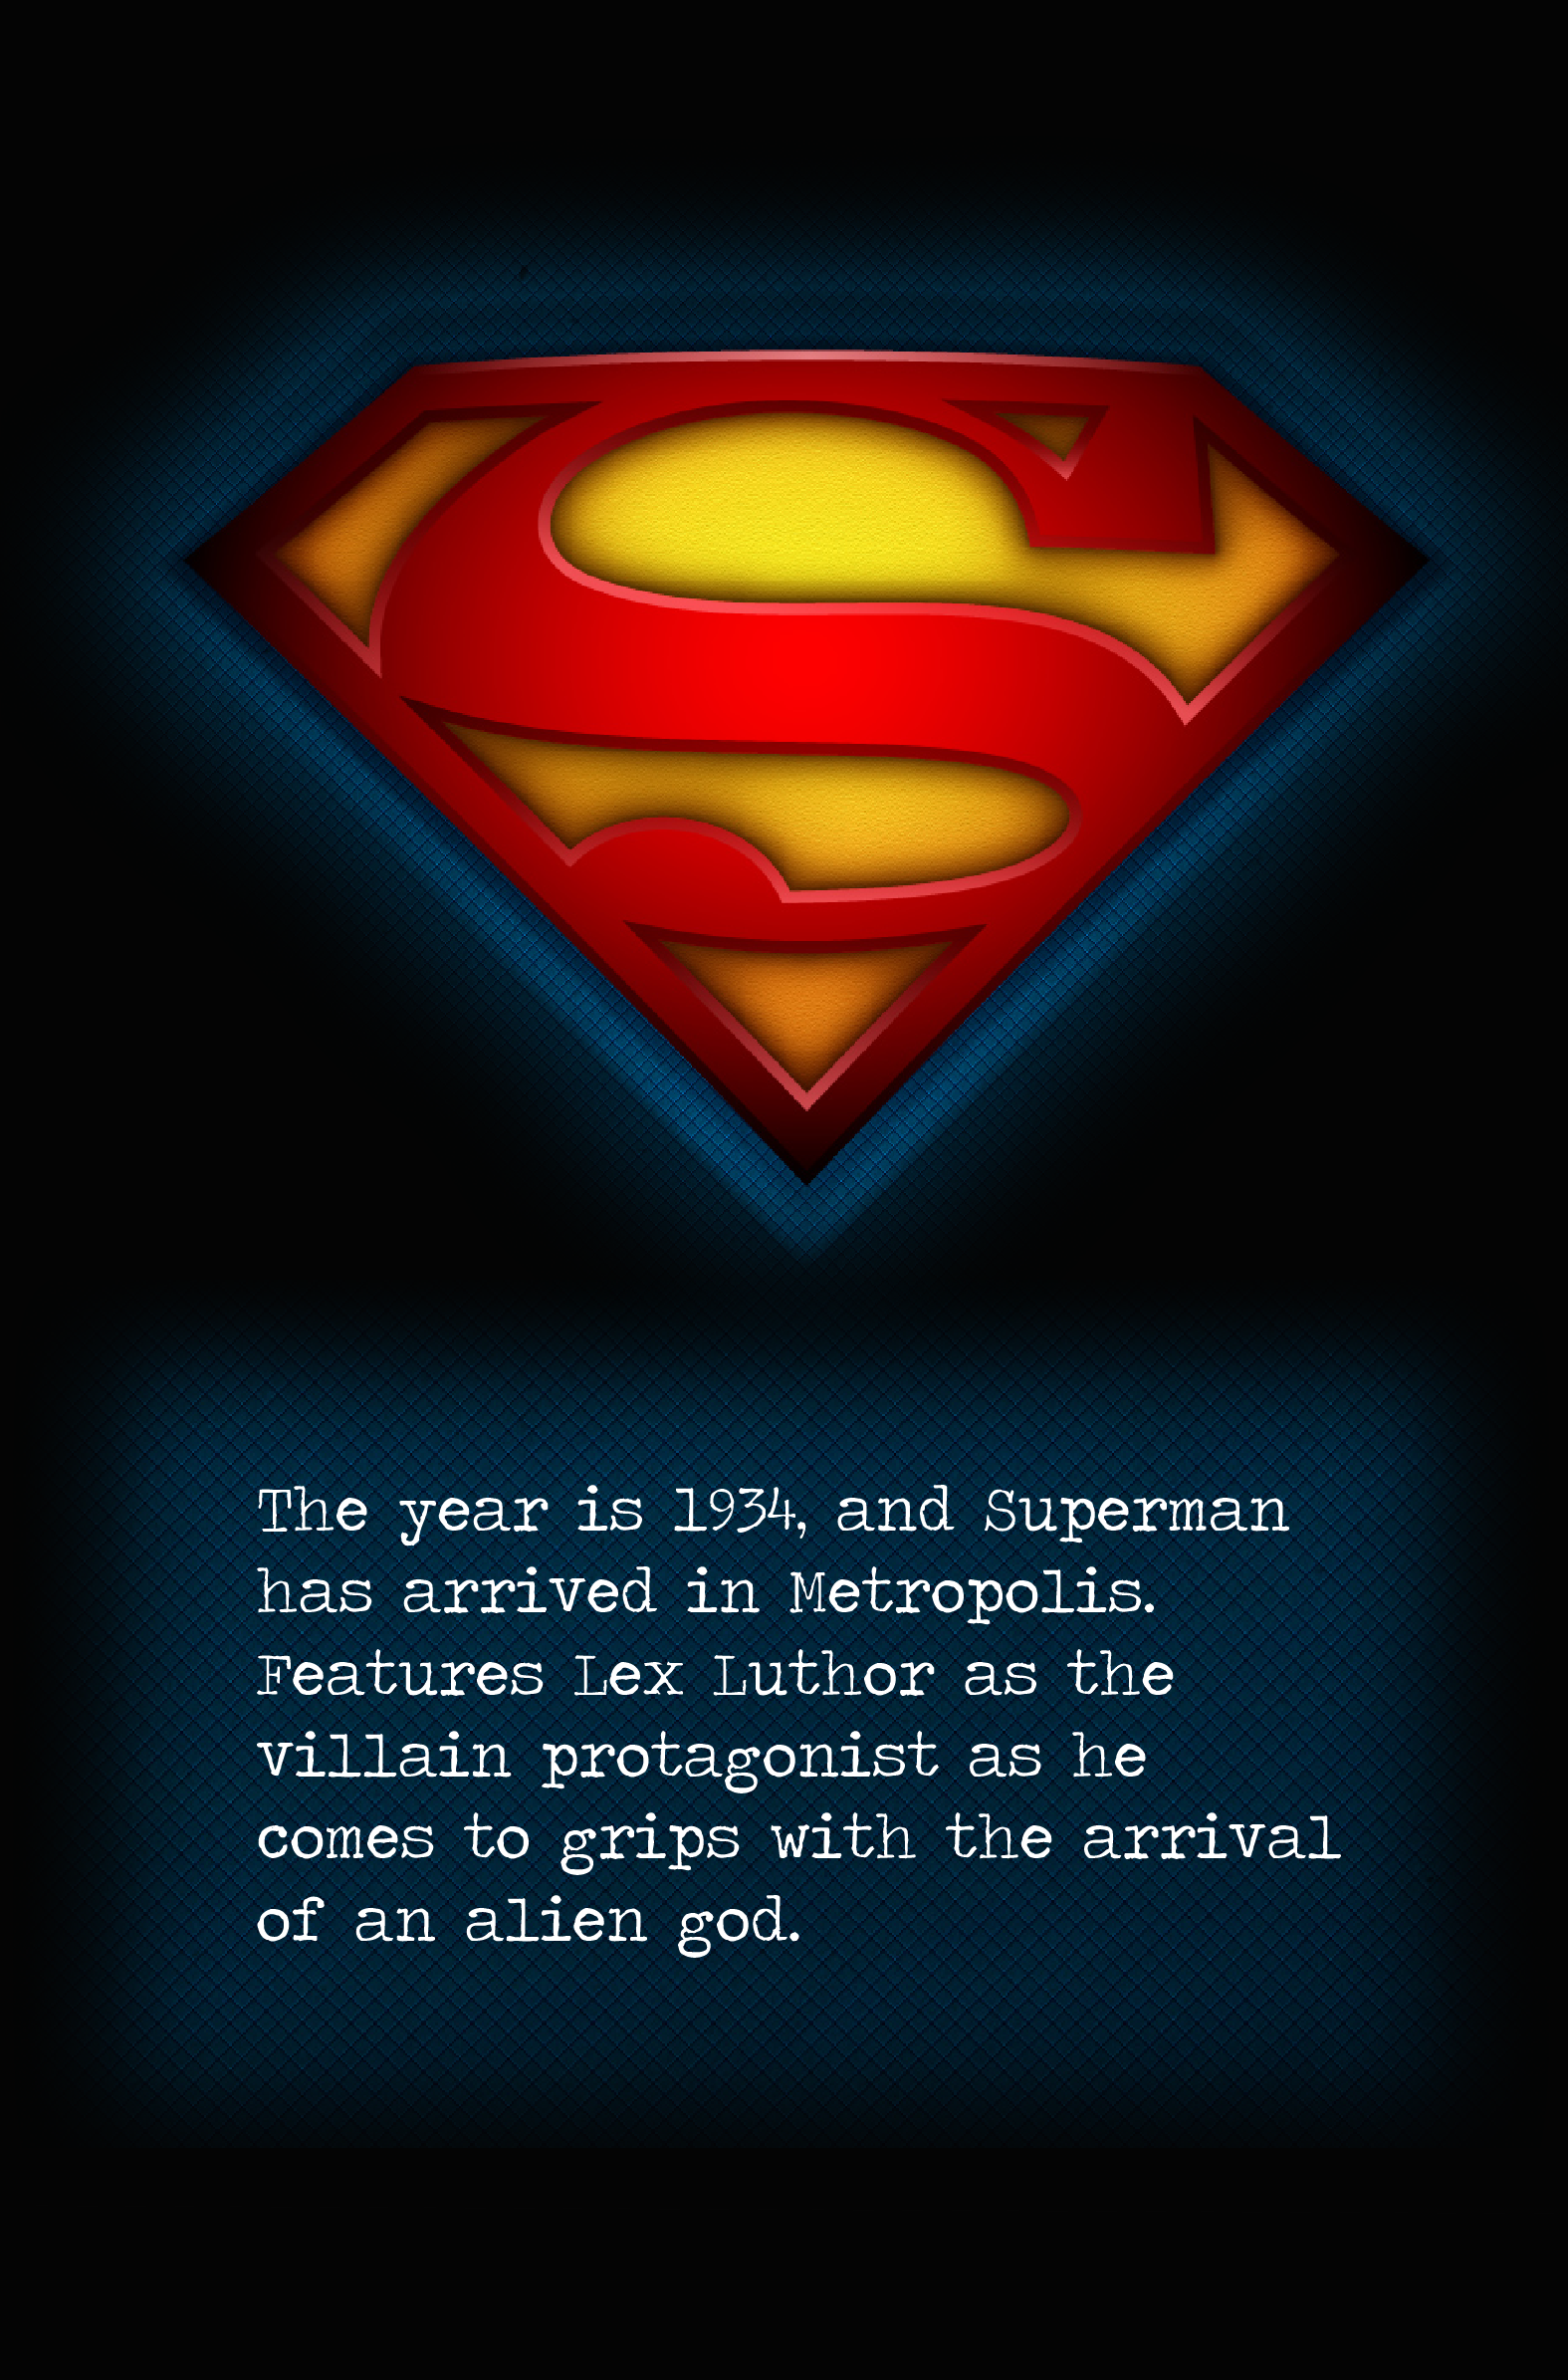 S
The year is 1934, and Superman
has arrived in Metropolis.
Features Lex Luthor as the
villain protagonist as he
comes to grips with the arrival
of an alien god.